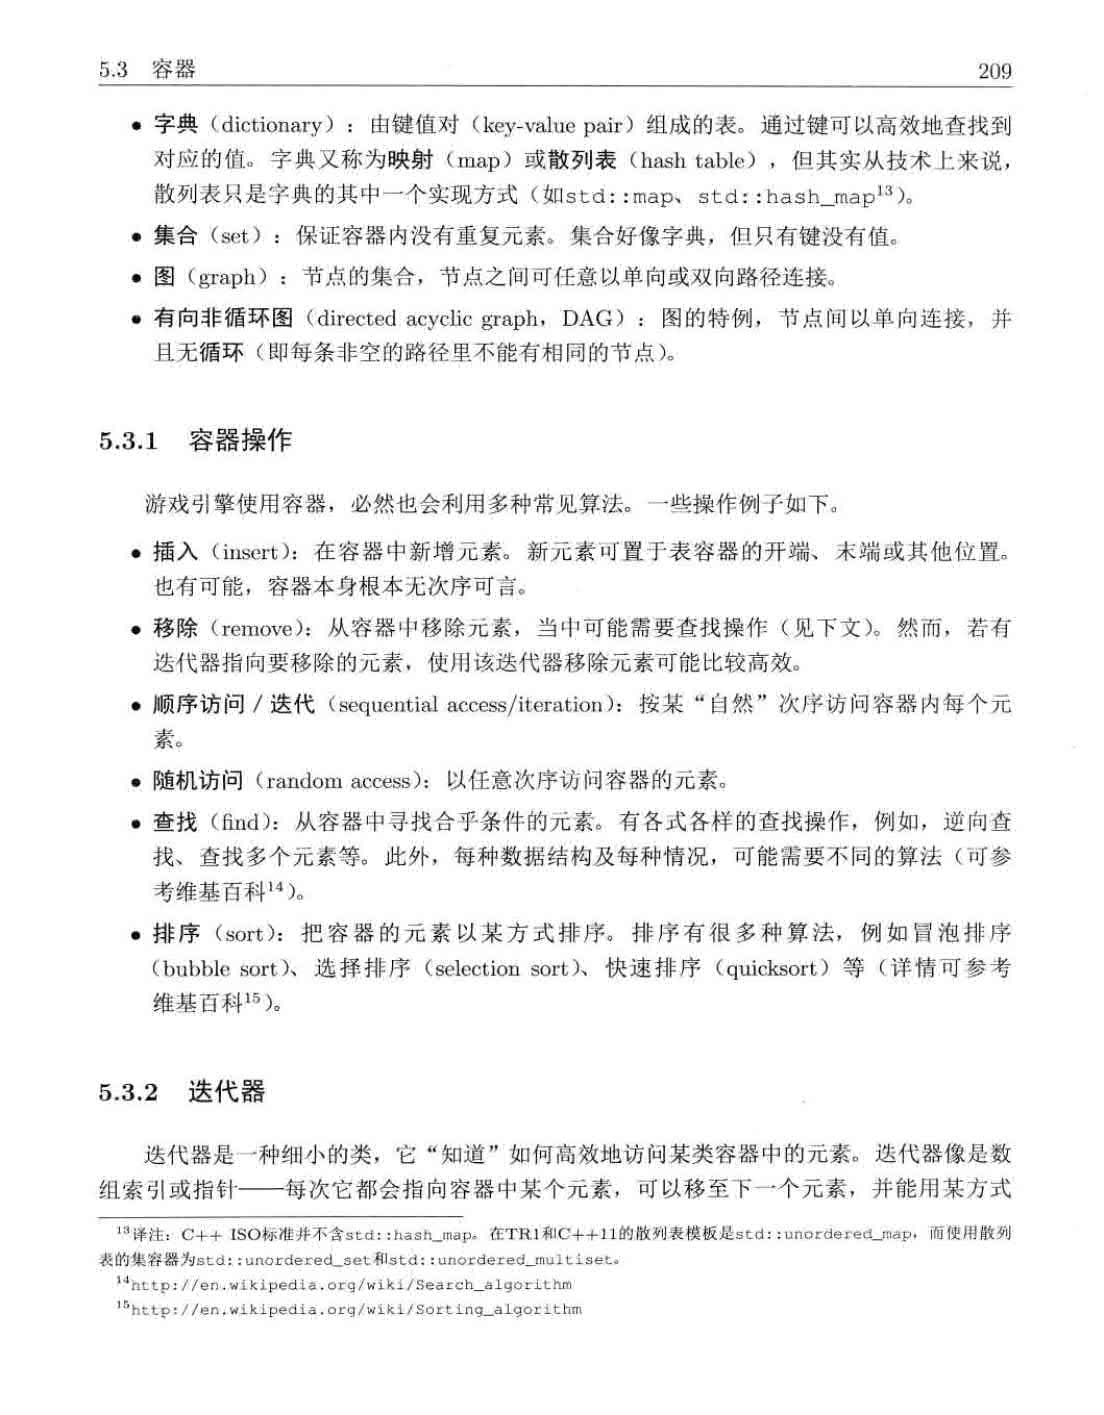 5.3 容器 209
• 字典（dictionary）：由键值对（key-value pair）组成的表。通过键可以高效地查找到
对应的值。字典又称为映射（map）或散列表（hash table），但其实从技术上来说，
散列表只是字典的其中一个实现方式（如std::map、std::hash_map¹³）。
• 集合（set）：保证容器内没有重复元素。集合好像字典，但只有键没有值。
• 图（graph）：节点的集合，节点之间可任意以单向或双向路径连接。
• 有向非循环图（directed acyclic graph，DAG）：图的特例，节点间以单向连接，并
且无循环（即每条非空的路径里不能有相同的节点）。
5.3.1 容器操作
游戏引擎使用容器，必然也会利用多种常见算法。一些操作例子如下。
• 插入（insert）：在容器中新增元素。新元素可置于表容器的开端、末端或其他位置。
也有可能，容器本身根本无次序可言。
• 移除（remove）：从容器中移除元素，当中可能需要查找操作（见下文）。然而，若有
迭代器指向要移除的元素，使用该迭代器移除元素可能比较高效。
• 顺序访问 / 迭代（sequential access/iteration）：按某“自然”次序访问容器内每个元
素。
• 随机访问（random access）：以任意次序访问容器的元素。
• 查找（find）：从容器中寻找合乎条件的元素。有各式各样的查找操作，例如，逆向查
找、查找多个元素等。此外，每种数据结构及每种情况，可能需要不同的算法（可参
考维基百科¹⁴）。
• 排序（sort）：把容器的元素以某方式排序。排序有很多种算法，例如冒泡排序
（bubble sort）、选择排序（selection sort）、快速排序（quicksort）等（详情可参考
维基百科¹⁵）。
5.3.2 迭代器
迭代器是一种细小的类，它“知道”如何高效地访问某类容器中的元素。迭代器像是数
组索引或指针——每次它都会指向容器中某个元素，可以移至下一个元素，并能用某方式
¹³译注：C++ ISO标准并不含std::hash_map。在TR1和C++11的散列表模板是std::unordered_map，而使用散列
表的集容器为std::unordered_set和std::unordered_multiset。
¹⁴http://en.wikipedia.org/wiki/Search_algorithm
¹⁵http://en.wikipedia.org/wiki/Sorting_algorithm